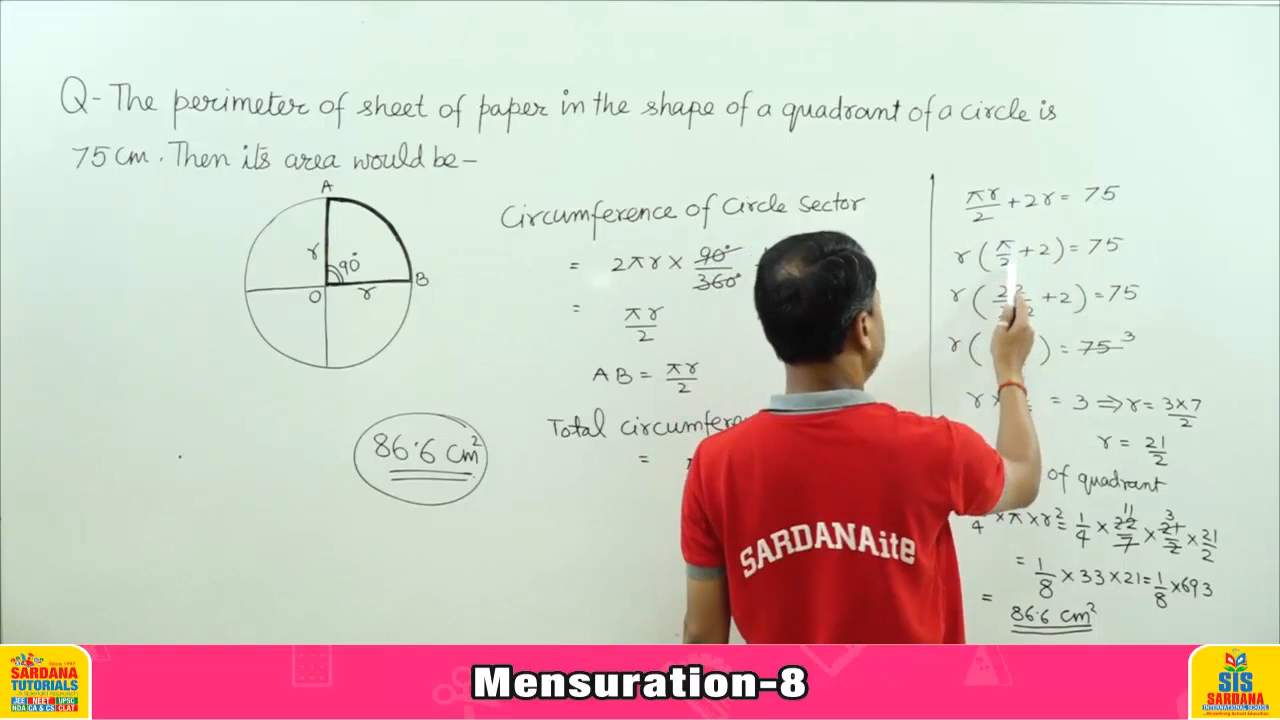 Q- The perimeter of sheet of paper in the shape of a quadrant of a circle is
75 cm. Then its area would be-
A
r
90°
O
r
B
86.6 cm²
Circumference of Circle Sector
= 2πr × 90°/360°
= πr/2
AB = πr/2
Total circumfere
=
πr/2 + 2r = 75
r (π/2 + 2) = 75
r ( + 2) = 75
r ( ) = 75 3
r = 3 ⇒ r = 3×7/2
r = 21/2
of quadrant
4 × π × r² = 1/4 × 22/7 11 × 21/2 3 × 21/2
= 1/8 × 33 × 21 = 1/8 × 693
= 86.6 cm²
SARDANAite
SINCE 1997
SARDANA
TUTORIALS
A Splendid Approach
JEE NEET UPSC
NDA CA & CS CLAT
Mensuration-8
SIS
SARDANA
INTERNATIONAL SCHOOL